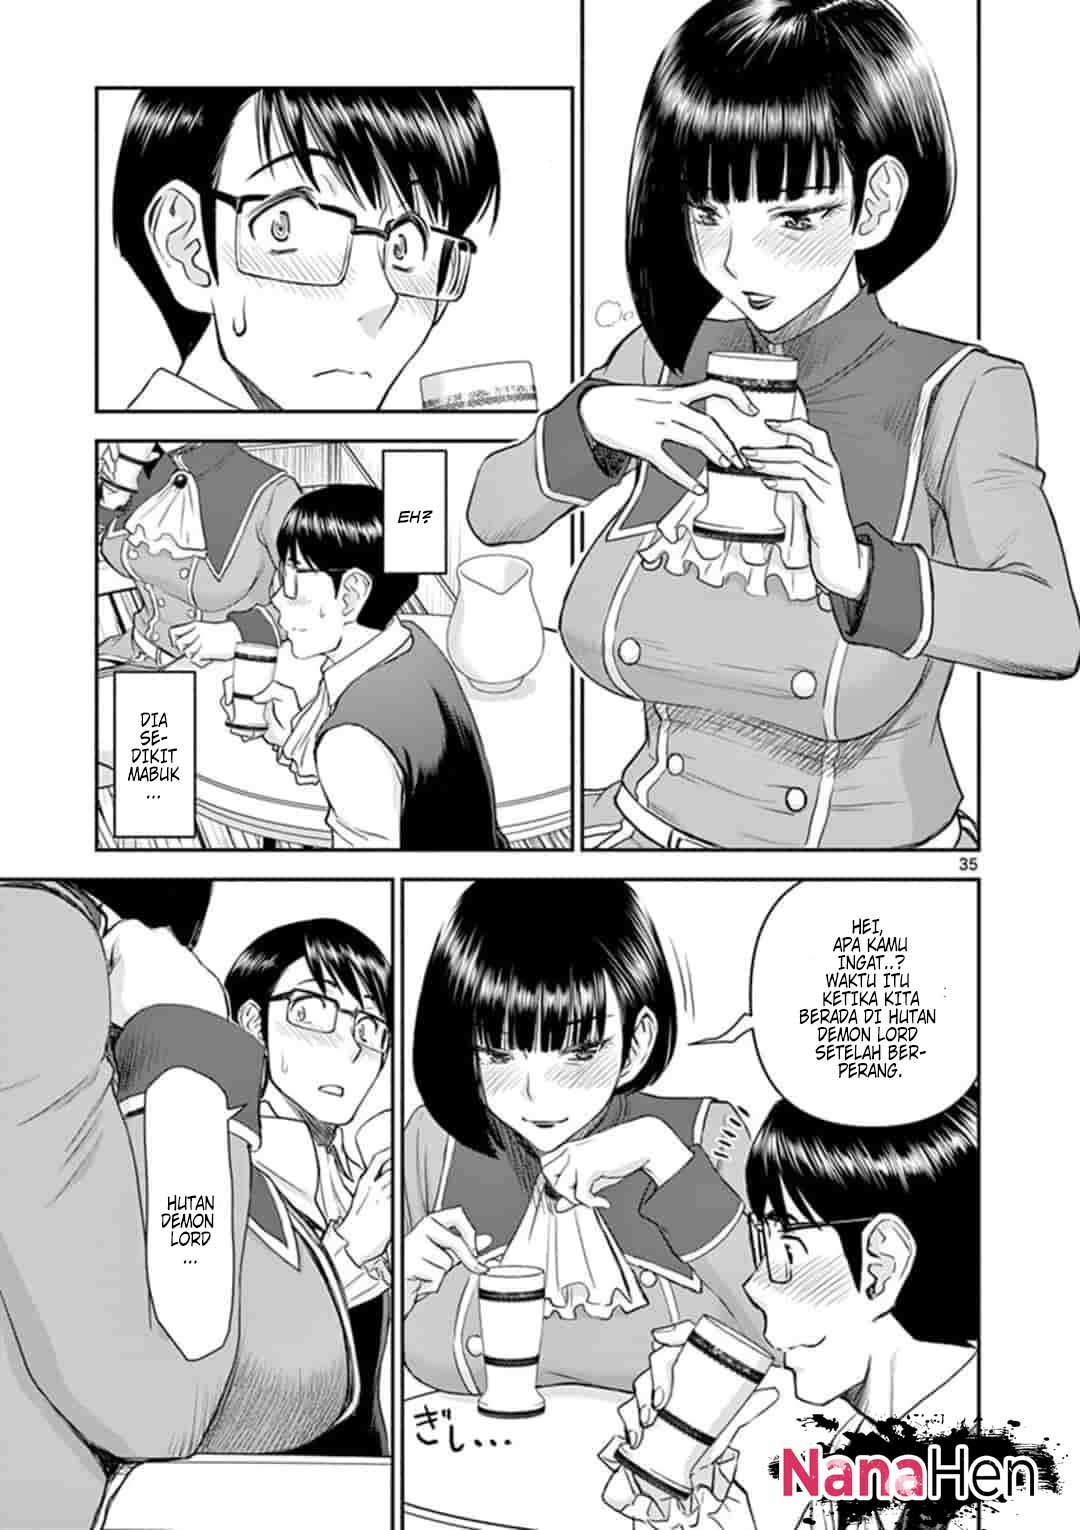 EH?
DIA
SE-
DIKIT
MABUK
...
35
HEI,
APA KAMU
INGAT..?
WAKTU ITU
KETIKA KITA
BERADA DI HUTAN
DEMON LORD
SETELAH BER-
PERANG.
ぎし...
HUTAN
DEMON
LORD
...
NanaHen